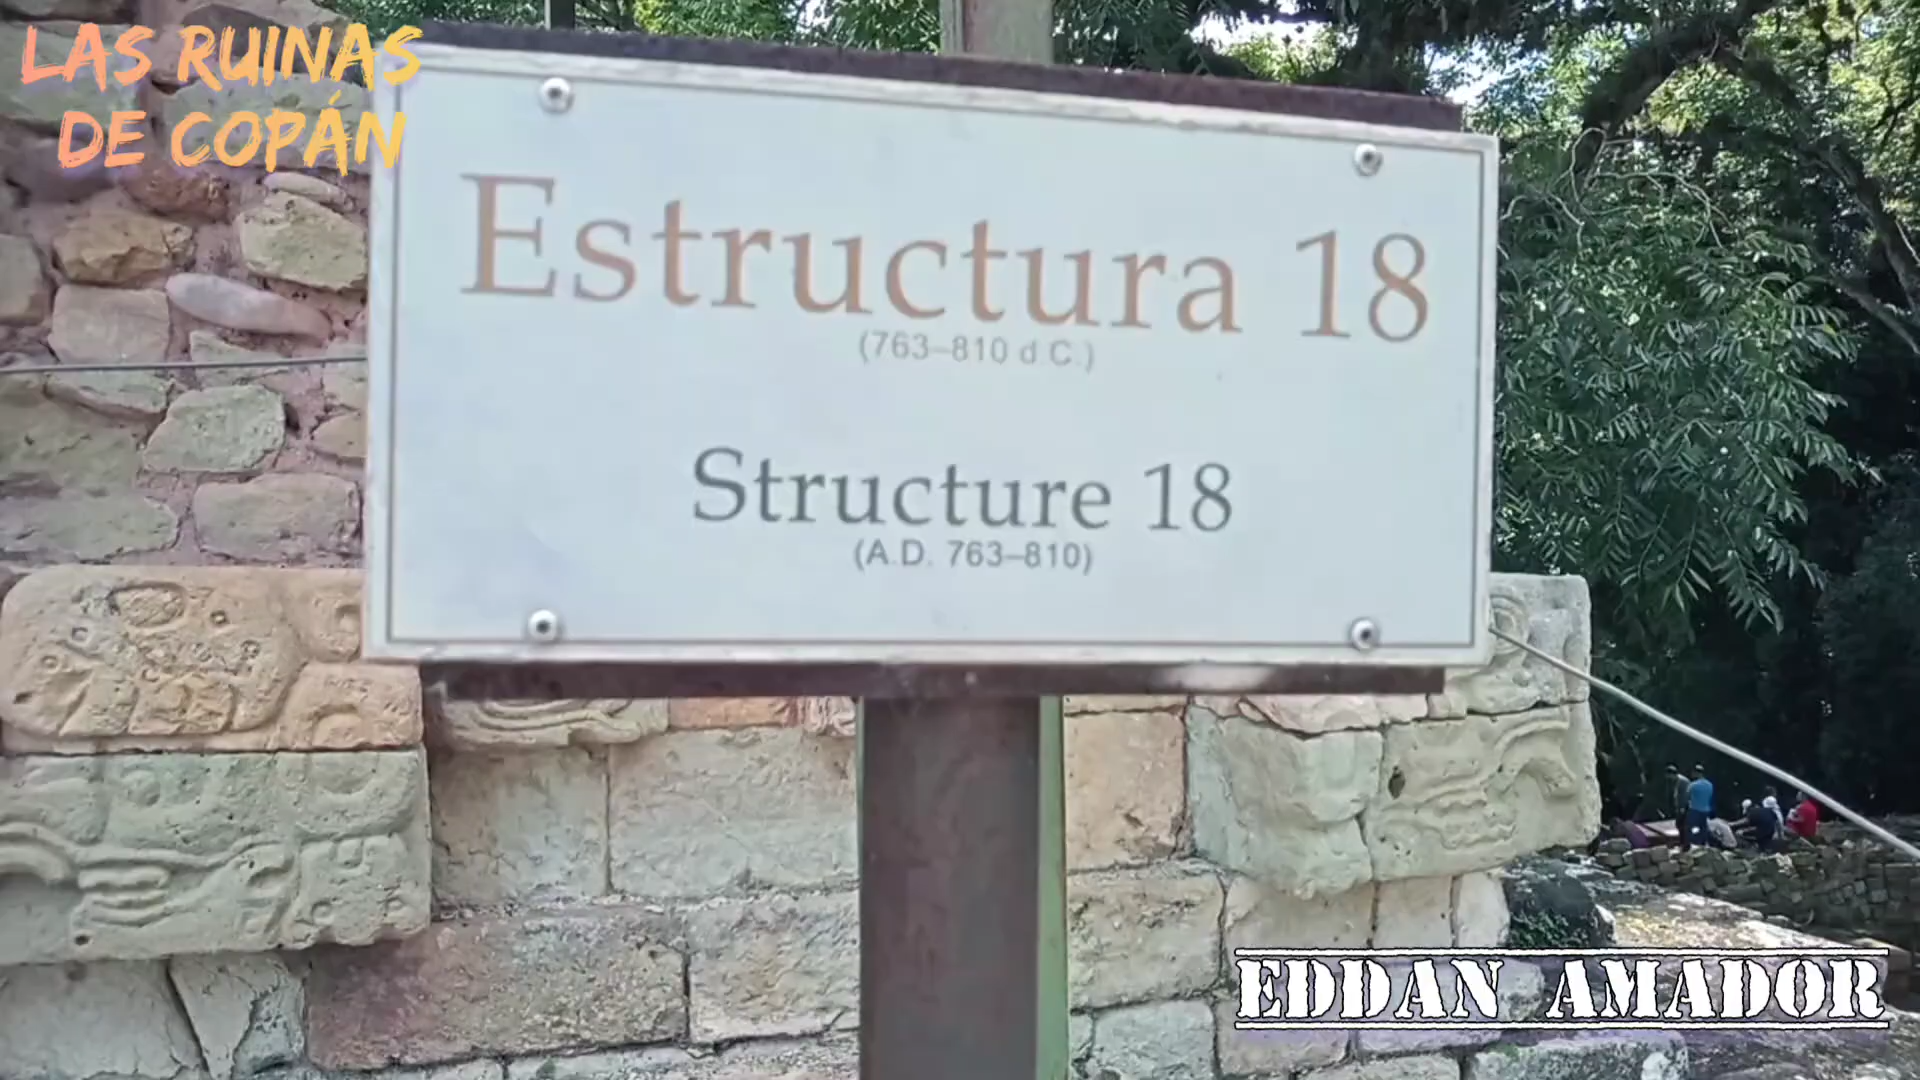 LAS RUINAS
DE COPÁN
Estructura 18
(763–810 d.C.)
Structure 18
(A.D. 763–810)
EDDAN AMADOR